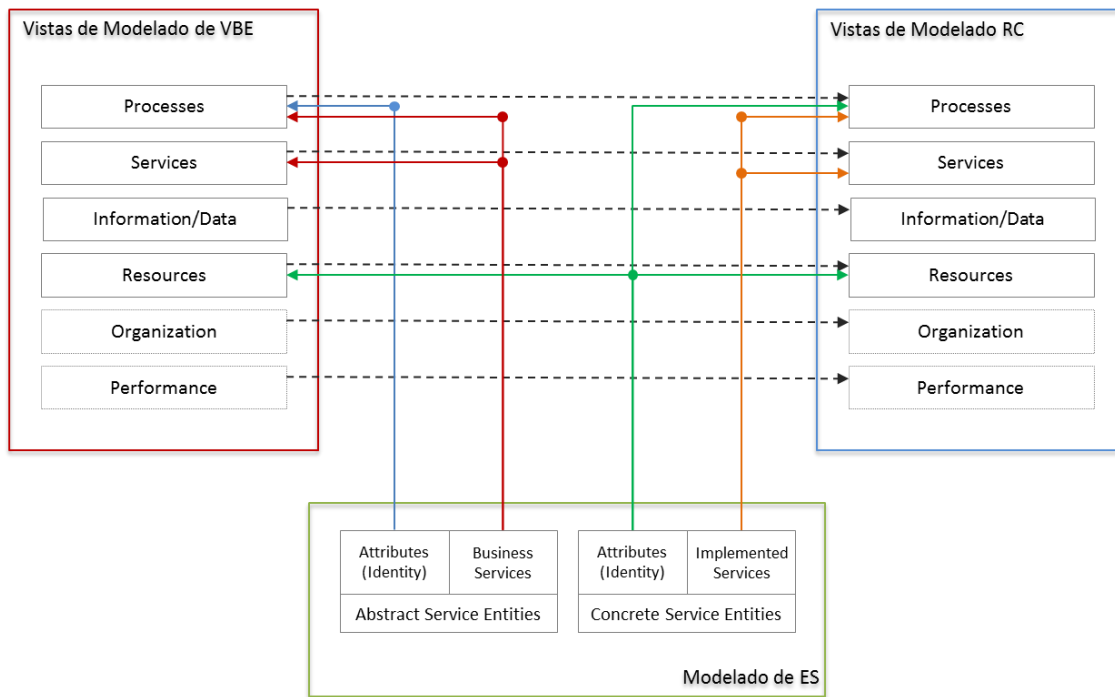 Vistas de Modelado de VBE
Processes
Services
Information/Data
Resources
Organization
Performance
Vistas de Modelado RC
Processes
Services
Information/Data
Resources
Organization
Performance
Attributes
(Identity)
Business
Services
Abstract Service Entities
Attributes
(Identity)
Implemented
Services
Concrete Service Entities
Modelado de ES